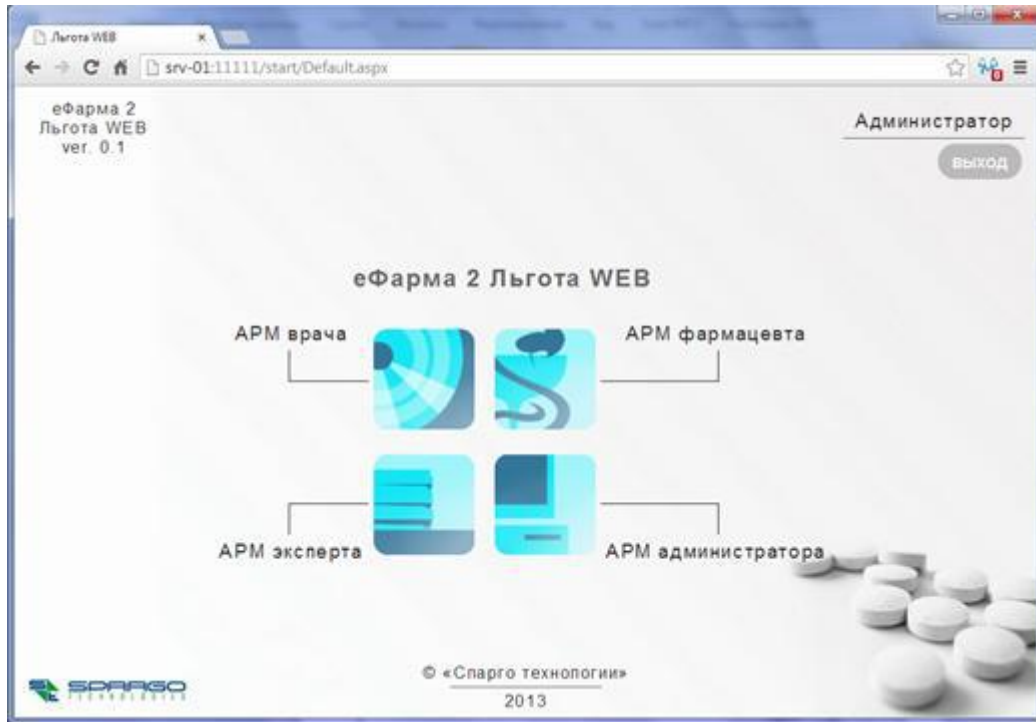 Льгота WEB
srv-01:11111/start/Default.aspx
еФарма 2
Льгота WEB
ver. 0.1
Администратор
выход
еФарма 2 Льгота WEB
АРМ врача
АРМ фармацевта
АРМ эксперта
АРМ администратора
SPARGO
TECHNOLOGIES
© «Спарго технологии»
2013